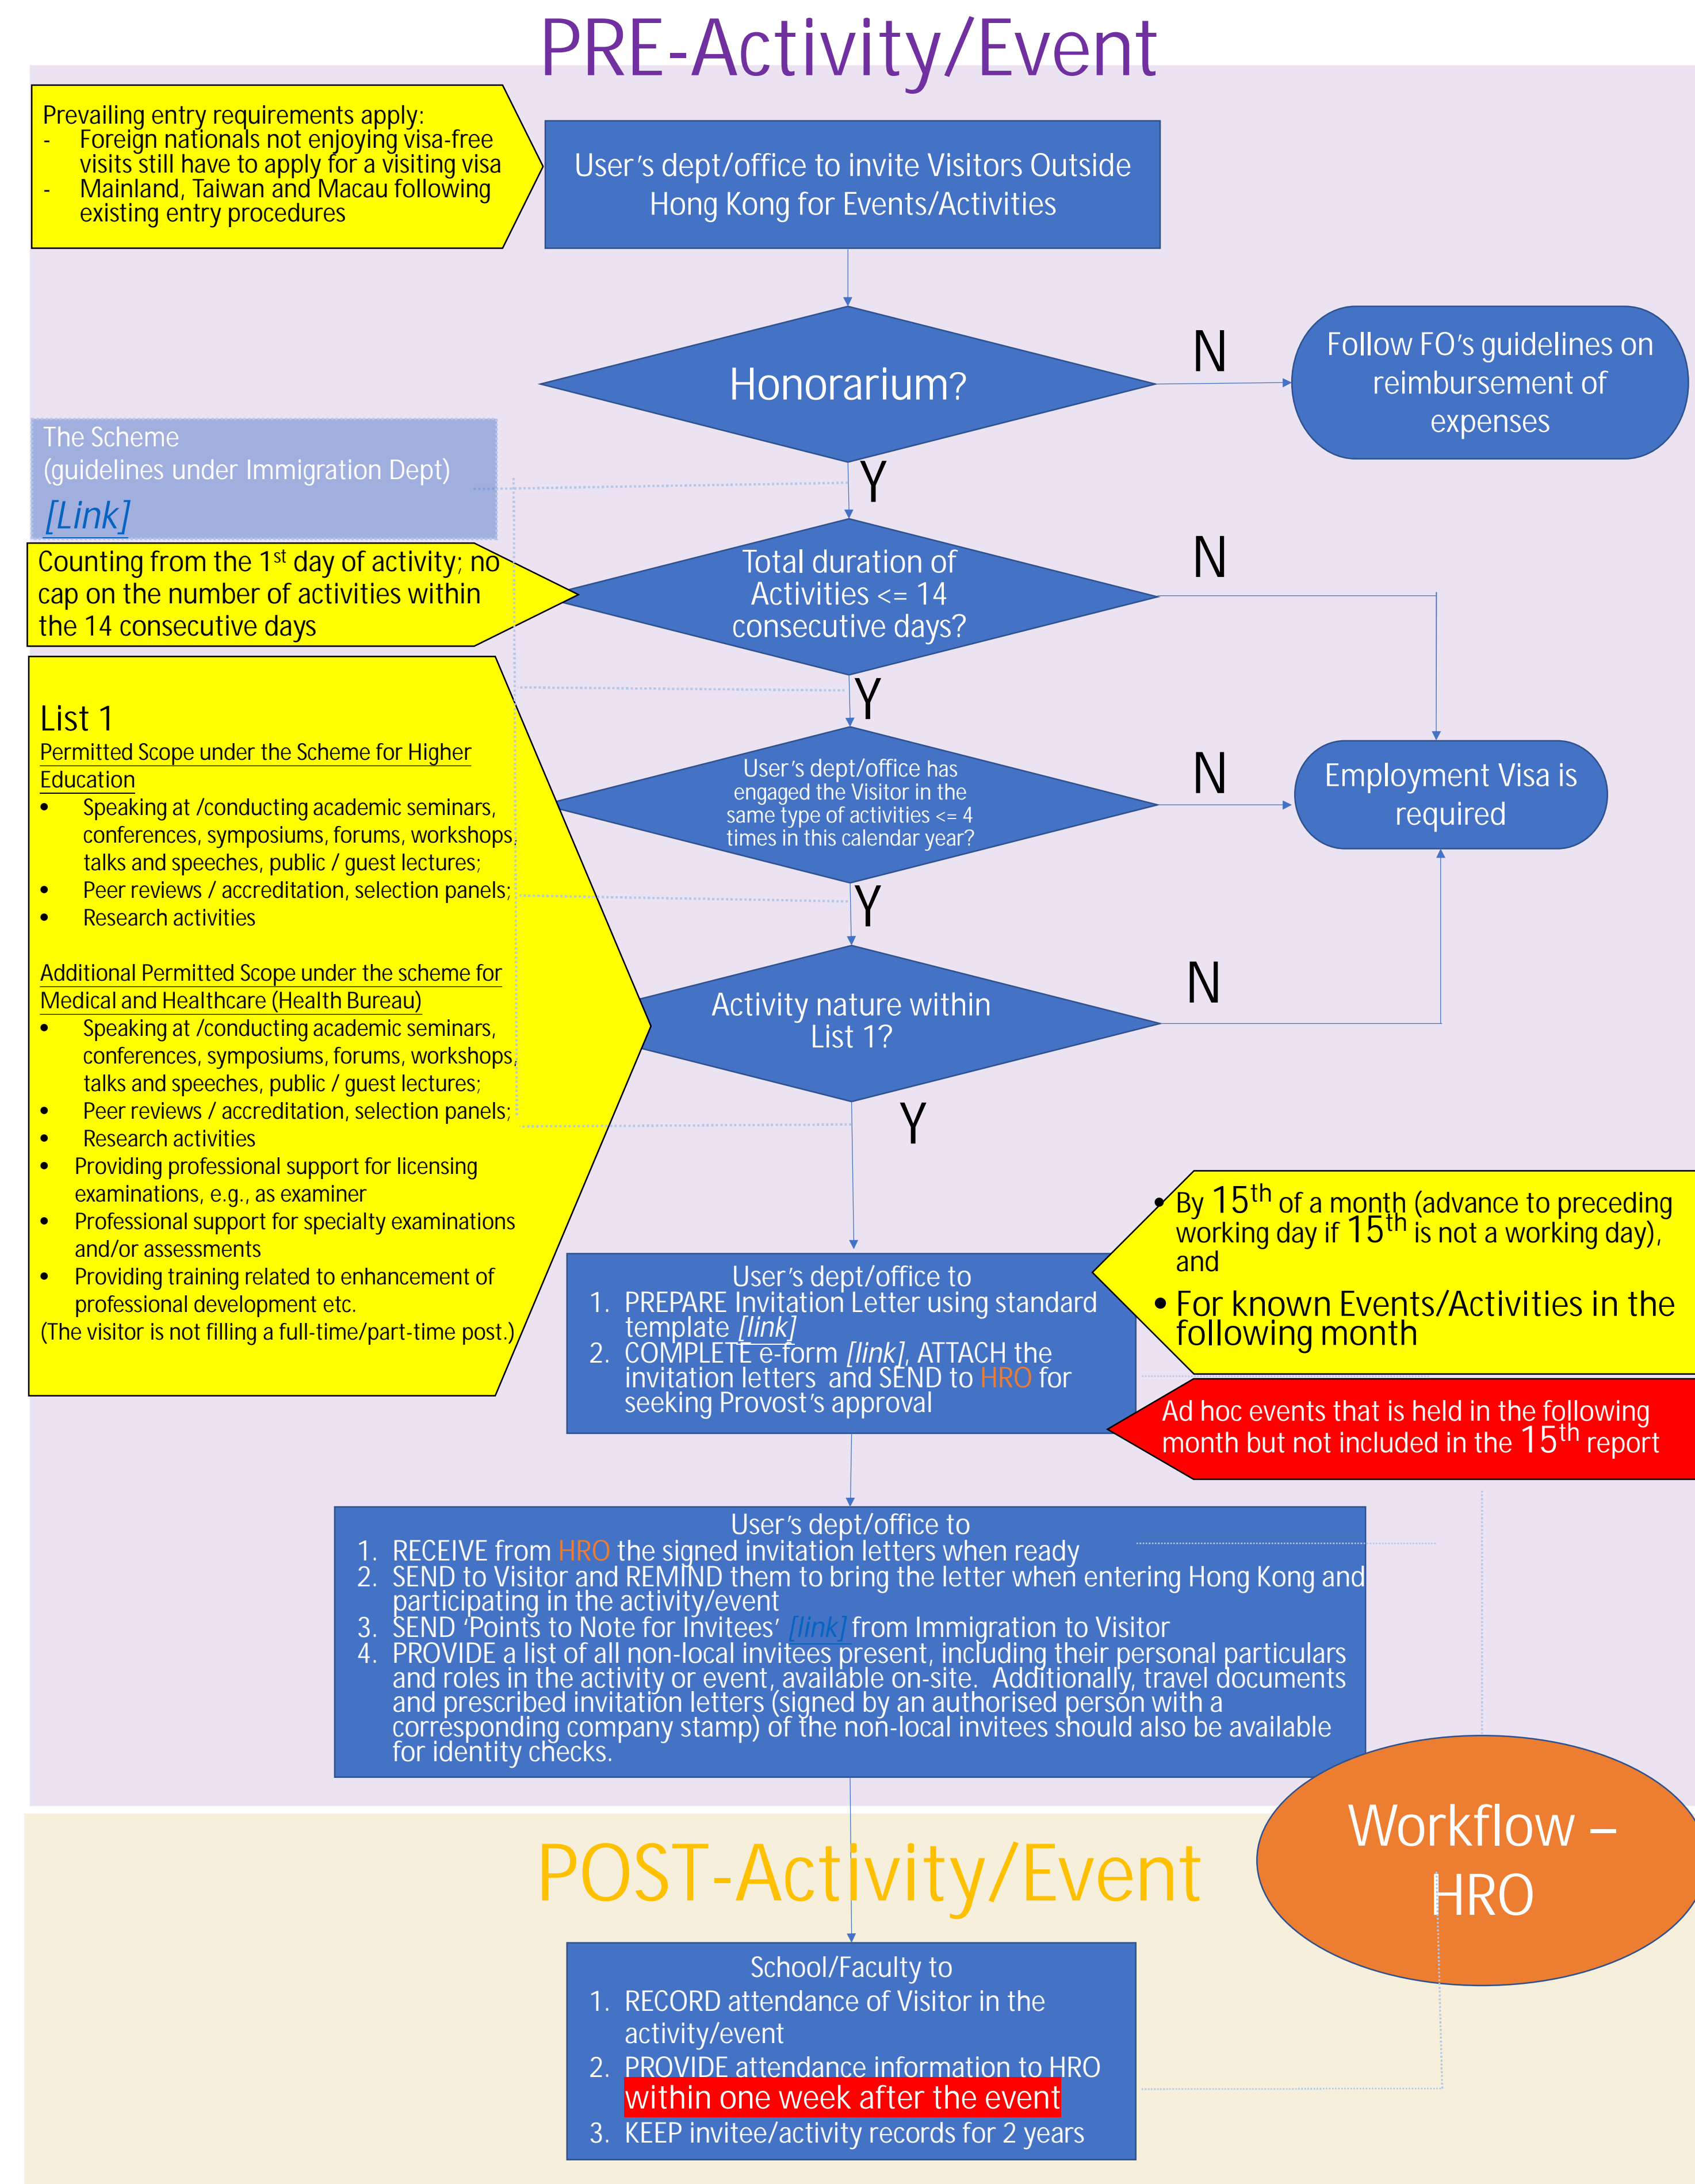 PRE-Activity/Event
Prevailing entry requirements apply:
- Foreign nationals not enjoying visa-free
visits still have to apply for a visiting visa
- Mainland, Taiwan and Macau following
existing entry procedures
User's dept/office to invite Visitors Outside
Hong Kong for Events/Activities
Honorarium?
N
Follow FO's guidelines on
reimbursement of
expenses
The Scheme
(guidelines under Immigration Dept)
[Link]
Y
Counting from the 1st day of activity; no
cap on the number of activities within
the 14 consecutive days
Total duration of
Activities <= 14
consecutive days?
N
Y
User's dept/office has
engaged the Visitor in the
same type of activities <= 4
times in this calendar year?
N
Employment Visa is
required
Y
List 1
Permitted Scope under the Scheme for Higher
Education
• Speaking at /conducting academic seminars,
conferences, symposiums, forums, workshops,
talks and speeches, public / guest lectures;
• Peer reviews / accreditation, selection panels;
• Research activities
Additional Permitted Scope under the scheme for
Medical and Healthcare (Health Bureau)
• Speaking at /conducting academic seminars,
conferences, symposiums, forums, workshops,
talks and speeches, public / guest lectures;
• Peer reviews / accreditation, selection panels;
• Research activities
• Providing professional support for licensing
examinations, e.g., as examiner
• Professional support for specialty examinations
and/or assessments
• Providing training related to enhancement of
professional development etc.
(The visitor is not filling a full-time/part-time post.)
Activity nature within
List 1?
N
Y
User's dept/office to
1. PREPARE Invitation Letter using standard
template [link]
2. COMPLETE e-form [link], ATTACH the
invitation letters and SEND to HRO for
seeking Provost's approval
• By 15th of a month (advance to preceding
working day if 15th is not a working day),
and
• For known Events/Activities in the
following month
Ad hoc events that is held in the following
month but not included in the 15th report
User's dept/office to
1. RECEIVE from HRO the signed invitation letters when ready
2. SEND to Visitor and REMIND them to bring the letter when entering Hong Kong and
participating in the activity/event
3. SEND 'Points to Note for Invitees' [link] from Immigration to Visitor
4. PROVIDE a list of all non-local invitees present, including their personal particulars
and roles in the activity or event, available on-site. Additionally, travel documents
and prescribed invitation letters (signed by an authorised person with a
corresponding company stamp) of the non-local invitees should also be available
for identity checks.
Workflow –
HRO
POST-Activity/Event
School/Faculty to
1. RECORD attendance of Visitor in the
activity/event
2. PROVIDE attendance information to HRO
within one week after the event
3. KEEP invitee/activity records for 2 years